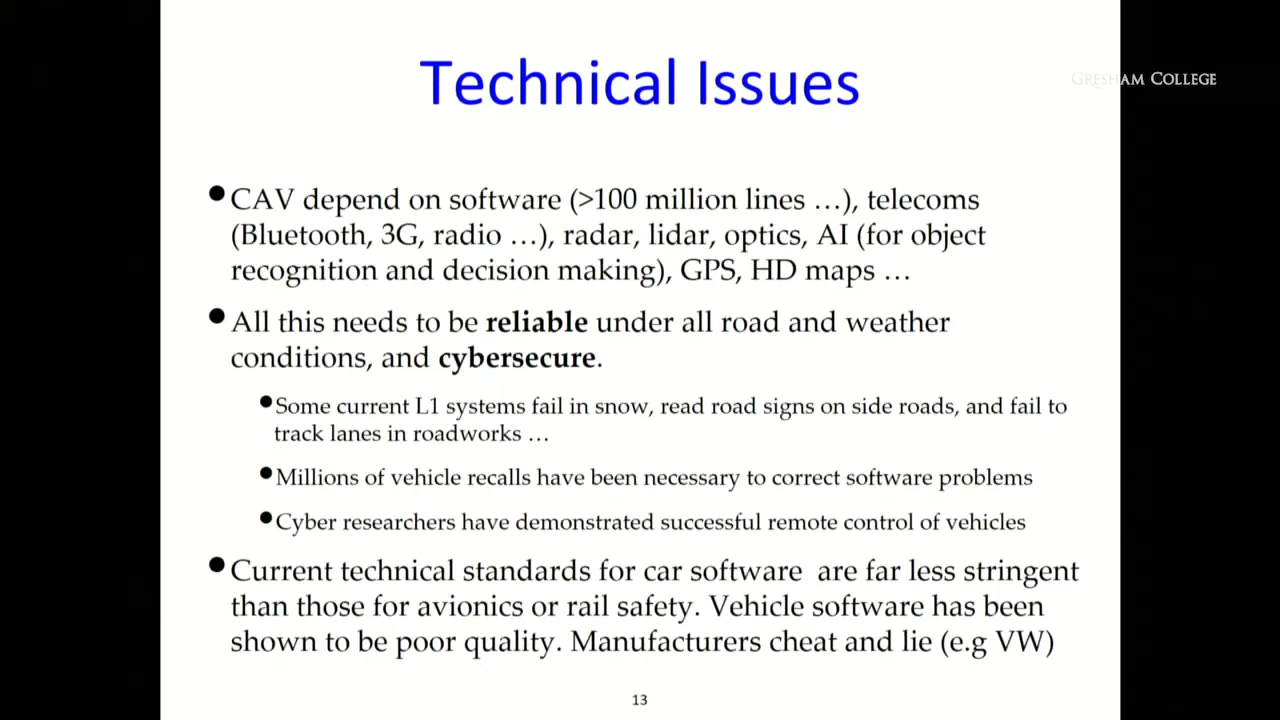 Technical Issues
GRESHAM COLLEGE
•CAV depend on software (>100 million lines …), telecoms
(Bluetooth, 3G, radio …), radar, lidar, optics, AI (for object
recognition and decision making), GPS, HD maps …
•All this needs to be reliable under all road and weather
conditions, and cybersecure.
•Some current L1 systems fail in snow, read road signs on side roads, and fail to
track lanes in roadworks …
•Millions of vehicle recalls have been necessary to correct software problems
•Cyber researchers have demonstrated successful remote control of vehicles
•Current technical standards for car software  are far less stringent
than those for avionics or rail safety. Vehicle software has been
shown to be poor quality. Manufacturers cheat and lie (e.g VW)
13